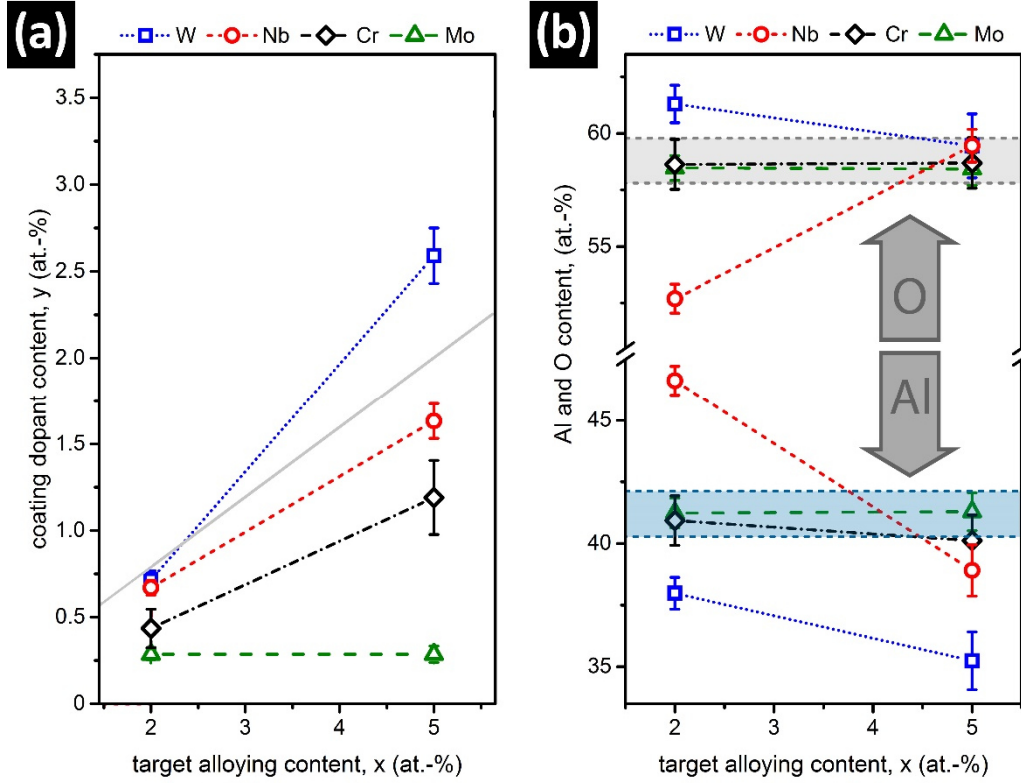 (a)
W Nb Cr Mo
coating dopant content, y (at.-%)
3.5
3.0
2.5
2.0
1.5
1.0
0.5
0
2 3 4 5
target alloying content, x (at.-%)
(b)
W Nb Cr Mo
Al and O content, (at.-%)
60
55
45
40
35
O
Al
2 3 4 5
target alloying content, x (at.-%)